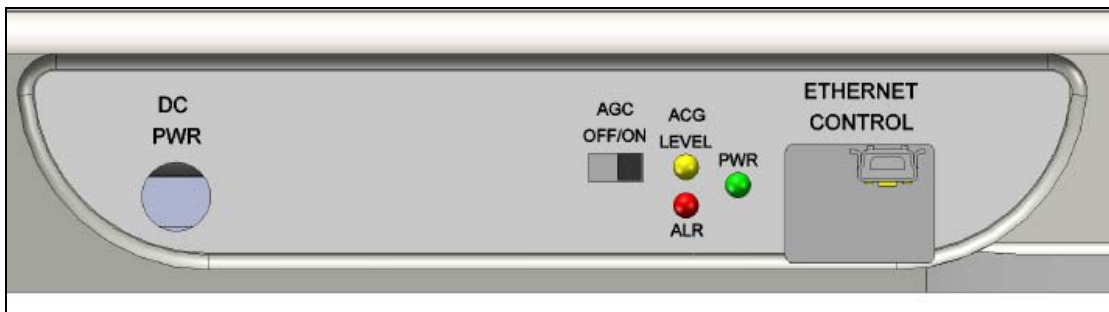 DC
PWR
AGC
OFF/ON
ACG
LEVEL
PWR
ALR
ETHERNET
CONTROL